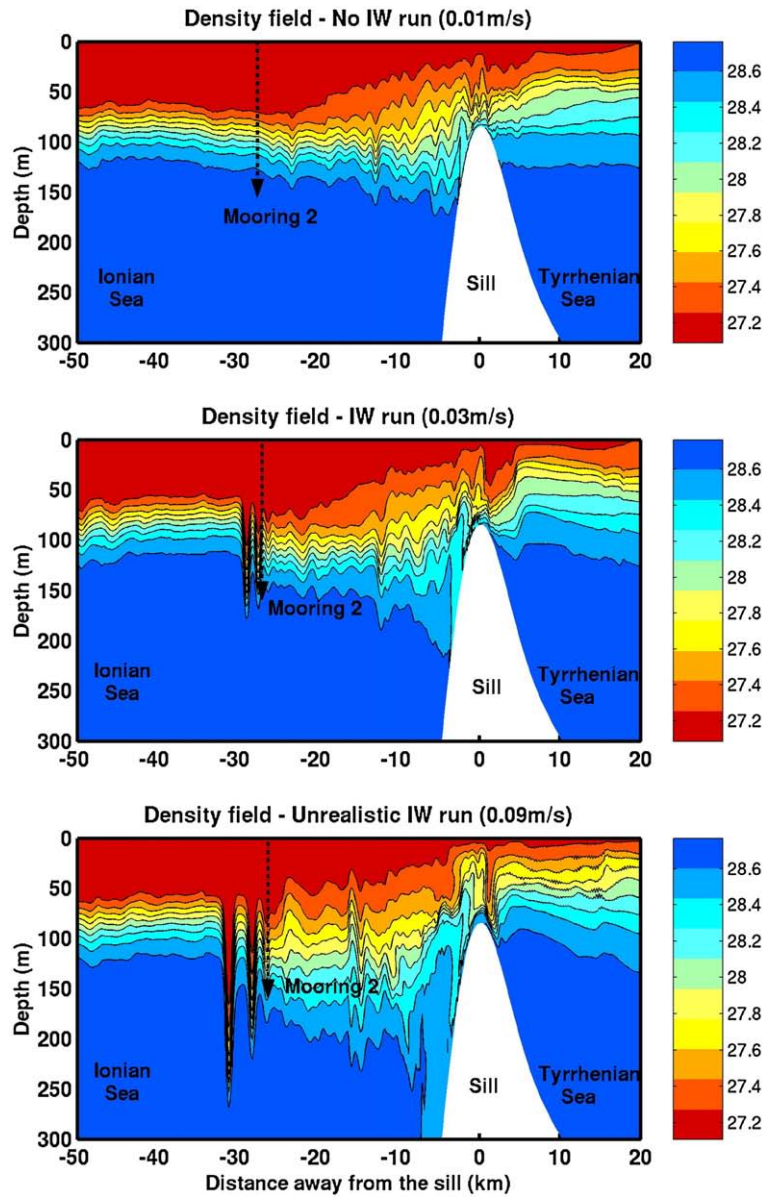 Density field - No IW run (0.01m/s)
0
50
100
150
200
250
300
Depth (m)
Mooring 2
Ionian
Sea
Sill
Tyrrhenian
Sea
-50 -40 -30 -20 -10 0 10 20
28.6
28.4
28.2
28
27.8
27.6
27.4
27.2
Density field - IW run (0.03m/s)
0
50
100
150
200
250
300
Depth (m)
Mooring 2
Ionian
Sea
Sill
Tyrrhenian
Sea
-50 -40 -30 -20 -10 0 10 20
28.6
28.4
28.2
28
27.8
27.6
27.4
27.2
Density field - Unrealistic IW run (0.09m/s)
0
50
100
150
200
250
300
Depth (m)
Mooring 2
Ionian
Sea
Sill
Tyrrhenian
Sea
-50 -40 -30 -20 -10 0 10 20
Distance away from the sill (km)
28.6
28.4
28.2
28
27.8
27.6
27.4
27.2